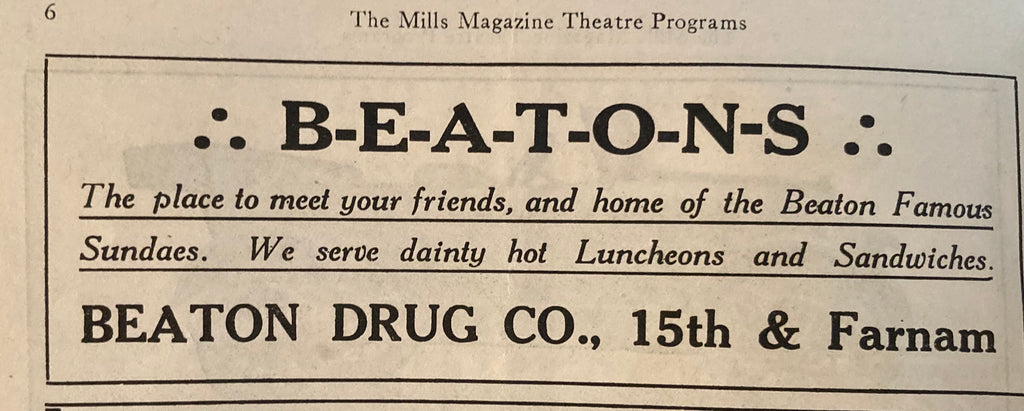 6
The Mills Magazine Theatre Programs
∴ B-E-A-T-O-N-S ∴
The place to meet your friends, and home of the Beaton Famous
Sundaes. We serve dainty hot Luncheons and Sandwiches.
BEATON DRUG CO., 15th & Farnam